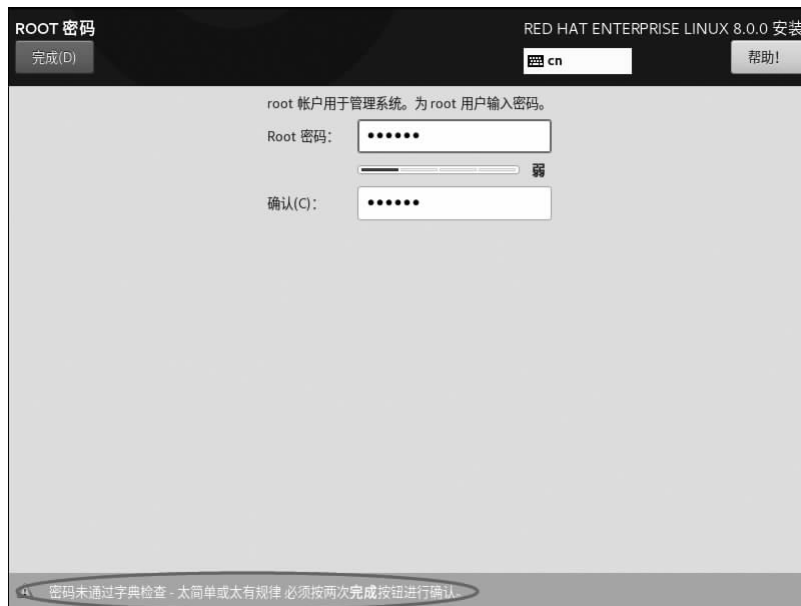 ROOT 密码
RED HAT ENTERPRISE LINUX 8.0.0 安装
完成(D)
cn
帮助!
root 帐户用于管理系统。为 root 用户输入密码。
Root 密码：
••••••
弱
确认(C)：
••••••
密码未通过字典检查 - 太简单或太有规律 必须按两次完成按钮进行确认。